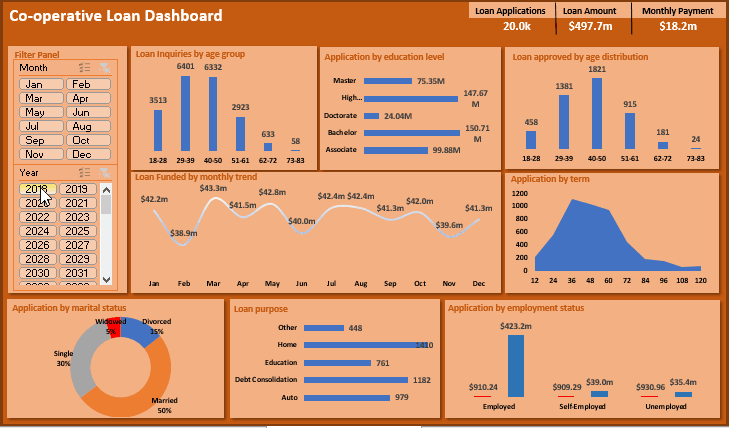 Co-operative Loan Dashboard
Loan Applications
20.0k
Loan Amount
$497.7m
Monthly Payment
$18.2m
Filter Panel
Month
Jan Feb
Mar Apr
May Jun
Jul Aug
Sep Oct
Nov Dec
Year
2018 2019
2021
2022 2023
2024 2025
2026 2027
2028 2029
2030 2031
Loan Inquiries by age group
3513 6401 6332 2923 633 58
18-28 29-39 40-50 51-61 62-72 73-83
Application by education level
Master 75.35M
High... 147.67 M
Doctorate 24.04M
Bachelor 150.71 M
Associate 99.88M
Loan approved by age distribution
458 1381 1821 915 181 24
18-28 29-39 40-50 51-61 62-72 73-83
Loan Funded by monthly trend
$42.2m $38.9m $43.3m $41.5m $42.8m $40.0m $42.4m $42.4m $41.3m $42.0m $39.6m $41.3m
Jan Feb Mar Apr May Jun Jul Aug Sep Oct Nov Dec
Application by term
1200
1000
800
600
400
200
0
12 24 36 48 60 72 84 96 108 120
Application by marital status
Widowed 5%
Divorced 15%
Single 30%
Married 50%
Loan purpose
Other 448
Home 1410
Education 761
Debt Consolidation 1182
Auto 979
Application by employment status
$910.24 $423.2m $909.29 $39.0m $930.96 $35.4m
Employed Self-Employed Unemployed